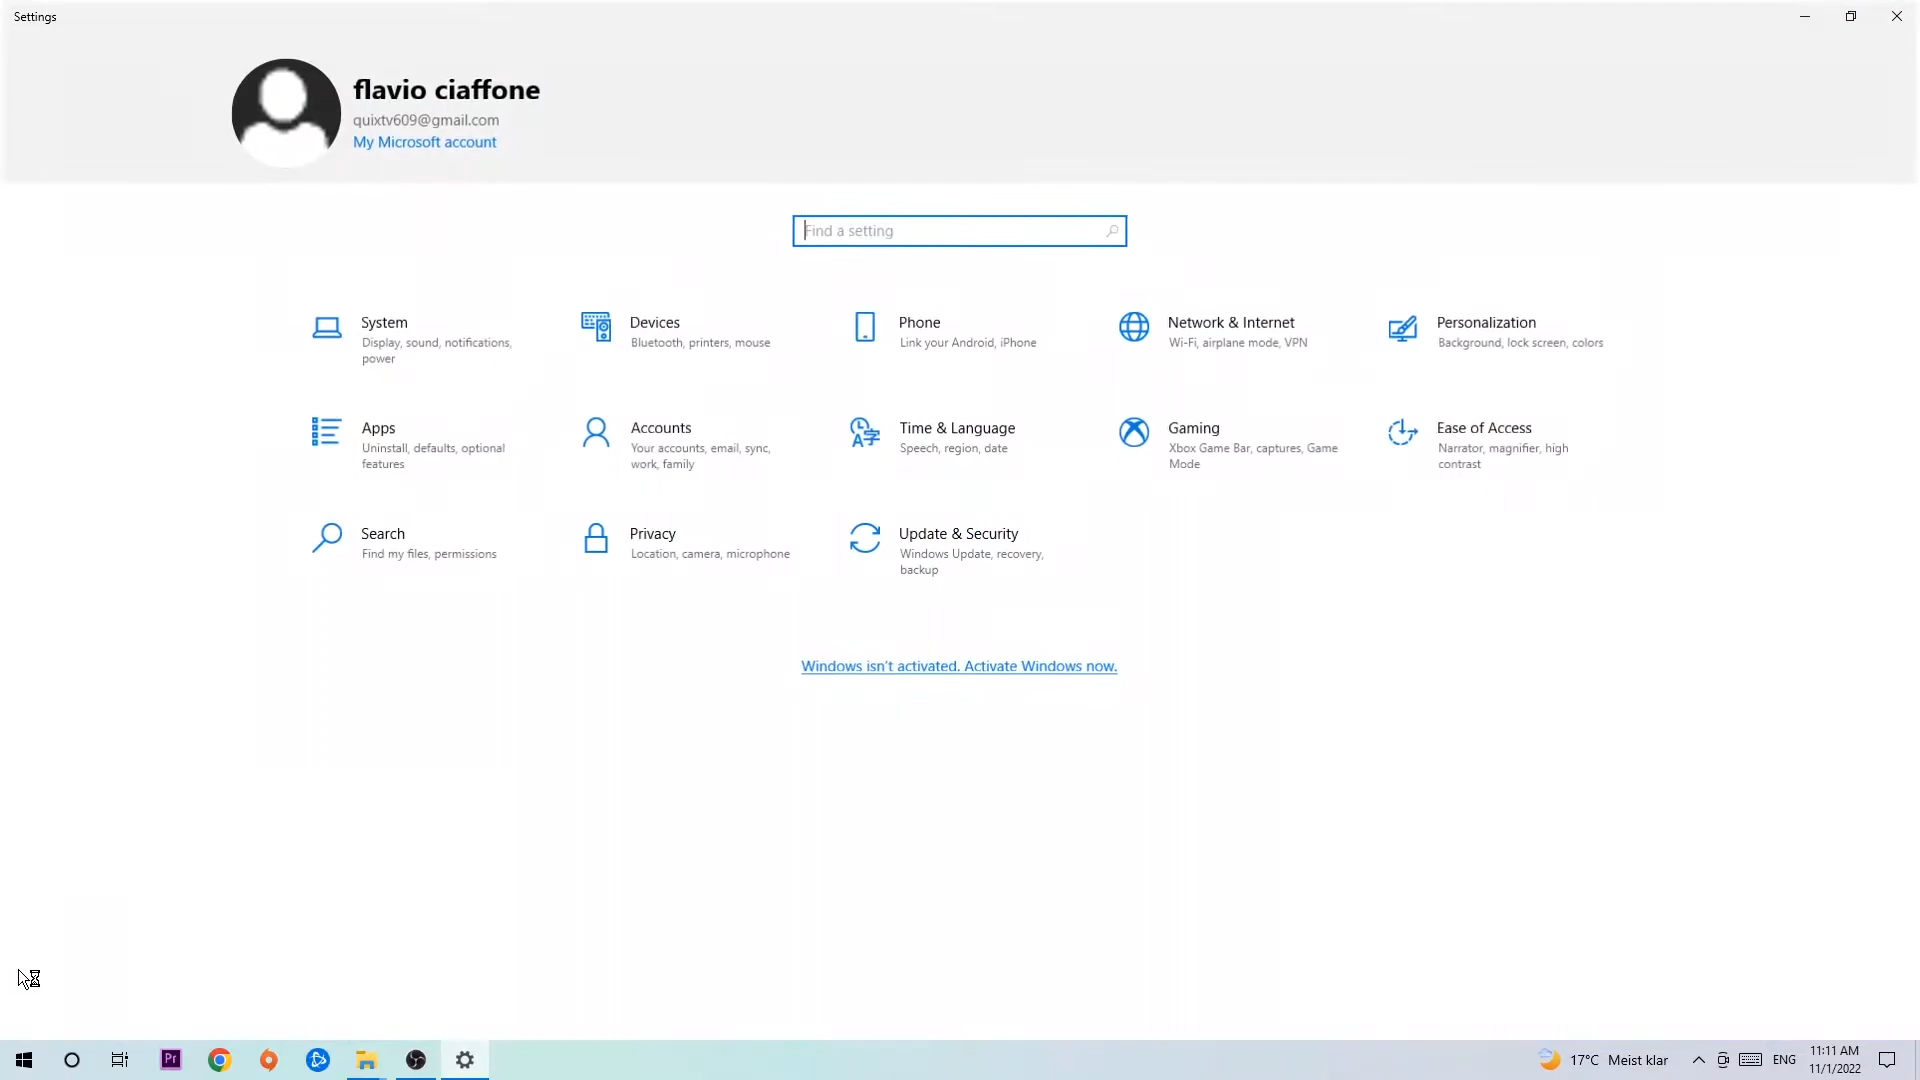 Settings
flavio ciaffone
quixtv609@gmail.com
My Microsoft account
Find a setting
System
Display, sound, notifications,
power
Devices
Bluetooth, printers, mouse
Phone
Link your Android, iPhone
Network & Internet
Wi-Fi, airplane mode, VPN
Personalization
Background, lock screen, colors
Apps
Uninstall, defaults, optional
features
Accounts
Your accounts, email, sync,
work, family
Time & Language
Speech, region, date
Gaming
Xbox Game Bar, captures, Game
Mode
Ease of Access
Narrator, magnifier, high
contrast
Search
Find my files, permissions
Privacy
Location, camera, microphone
Update & Security
Windows Update, recovery,
backup
Windows isn't activated. Activate Windows now.
Pr
17°C Meist klar
ENG
11:11 AM
11/1/2022